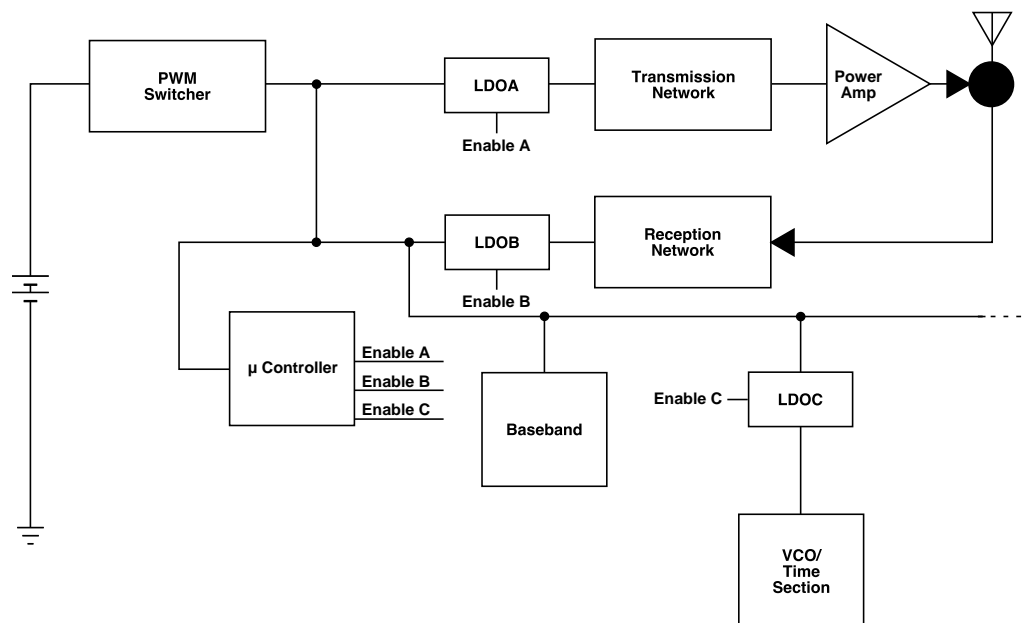 PWM
Switcher
LDOA
Transmission
Network
Power
Amp
Enable A
LDOB
Reception
Network
Enable B
µ Controller
Enable A
Enable B
Enable C
Baseband
Enable C
LDOC
VCO/
Time
Section